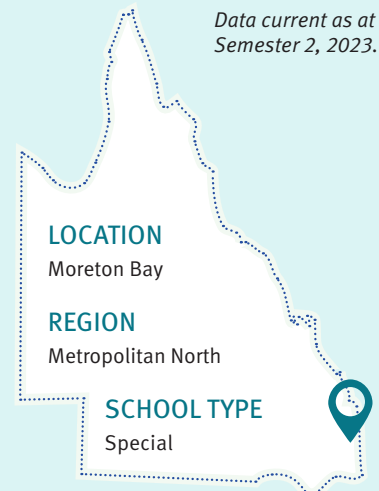 Data current as at
Semester 2, 2023.
LOCATION
Moreton Bay
REGION
Metropolitan North
SCHOOL TYPE
Special